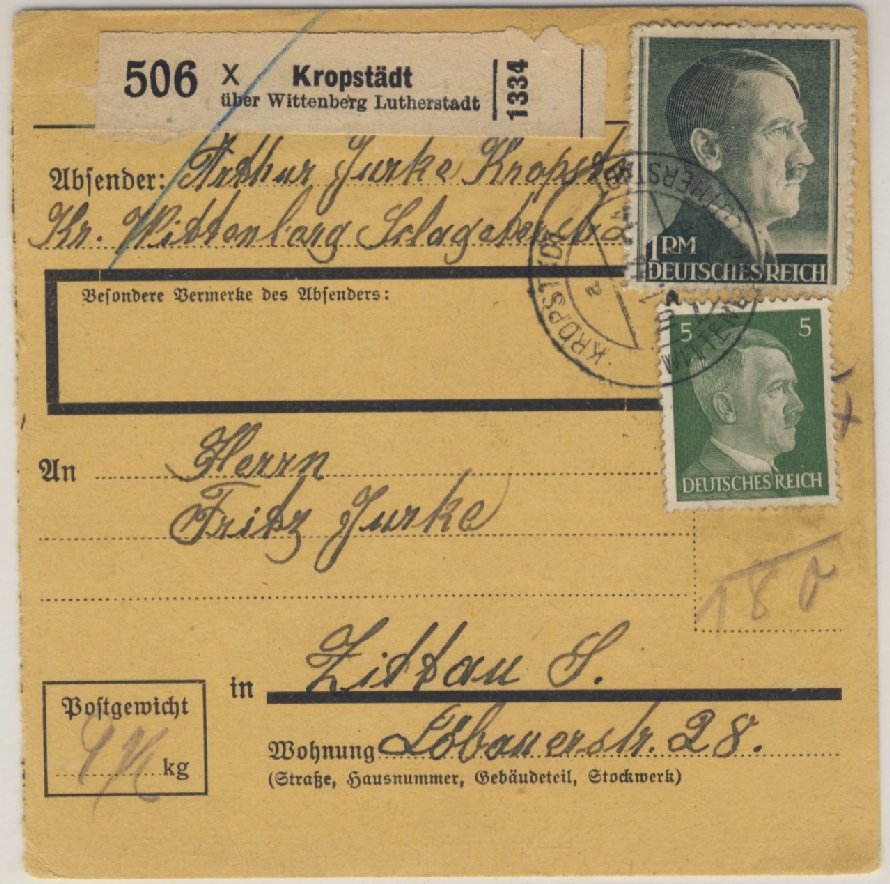 506 X Kropstädt
über Wittenberg Lutherstadt
1334
Absender: Arthur Jurke Kropst
Kr. Wittenberg
1 RM
DEUTSCHES REICH
Besondere Vermerke des Absenders:
KROPSTÄDT
a
5 5
DEUTSCHES REICH
An Herrn
Fritz Jurke
180
in Zittau S.
Postgewicht
kg
Wohnung Löbauerstr. 28.
(Straße, Hausnummer, Gebäudeteil, Stockwerk)